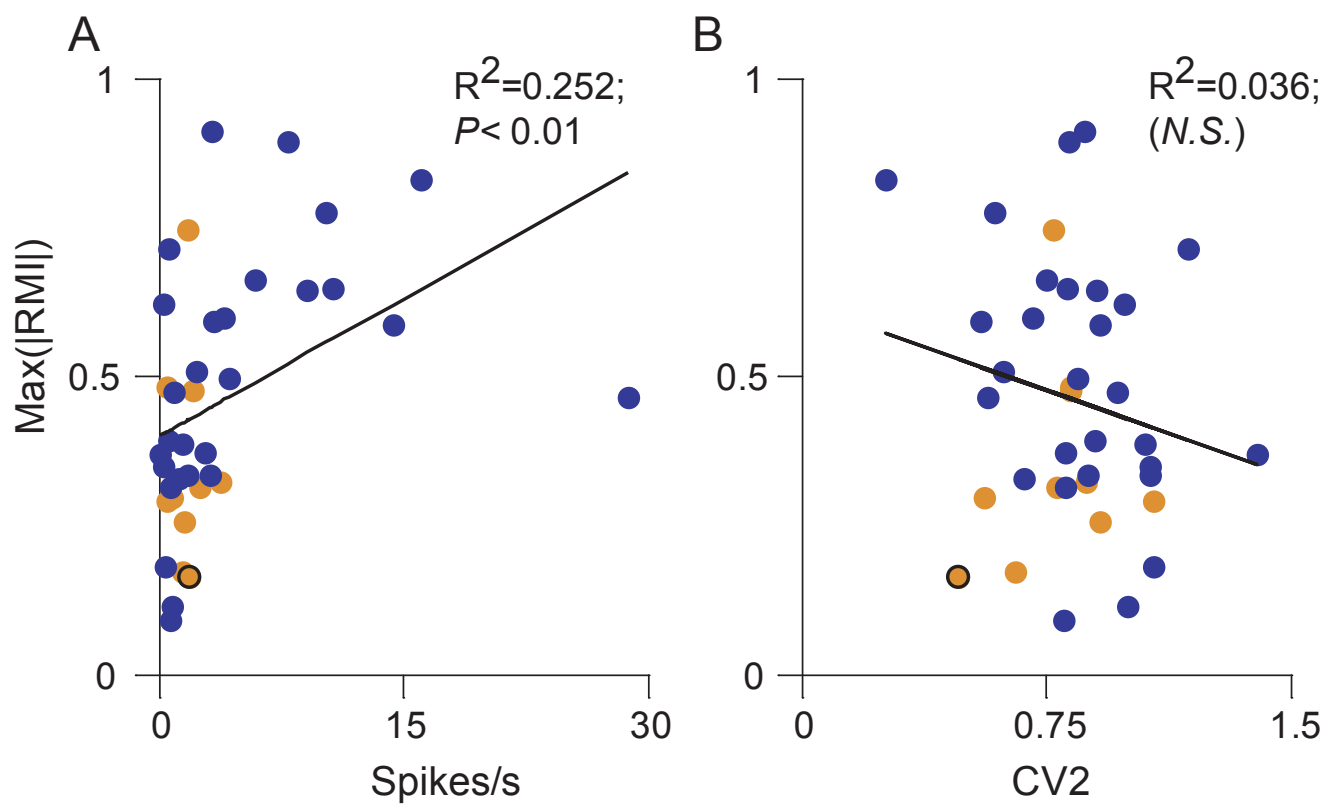 A
R²=0.252;
P< 0.01
1
0.5
0
Max(|RMI|)
0
15
30
Spikes/s
B
R²=0.036;
(N.S.)
1
0.5
0
0
0.75
1.5
CV2